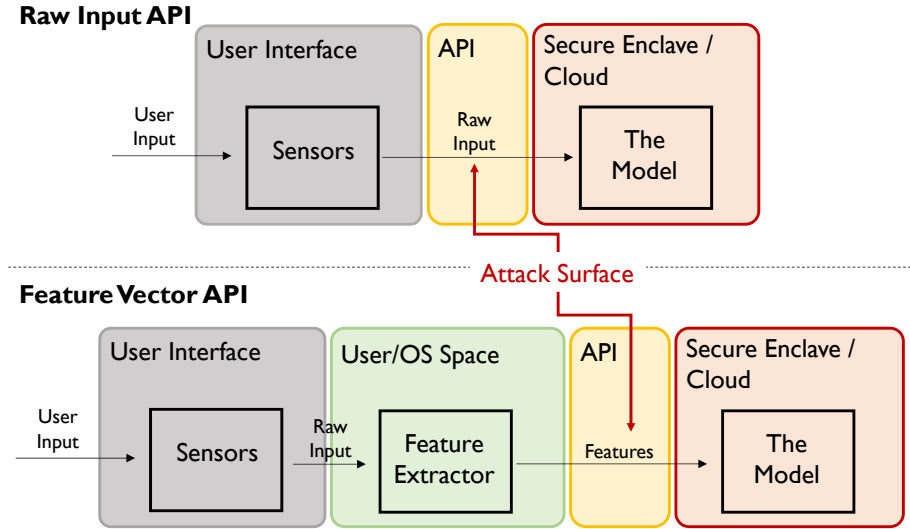 Raw Input API
User Interface
API
Secure Enclave /
Cloud
User
Input
Sensors
Raw
Input
The
Model
Attack Surface
Feature Vector API
User Interface
User/OS Space
API
Secure Enclave /
Cloud
User
Input
Sensors
Raw
Input
Feature
Extractor
Features
The
Model